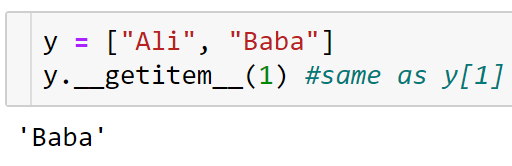 y = ["Ali", "Baba"]
y.__getitem__(1) #same as y[1]
'Baba'